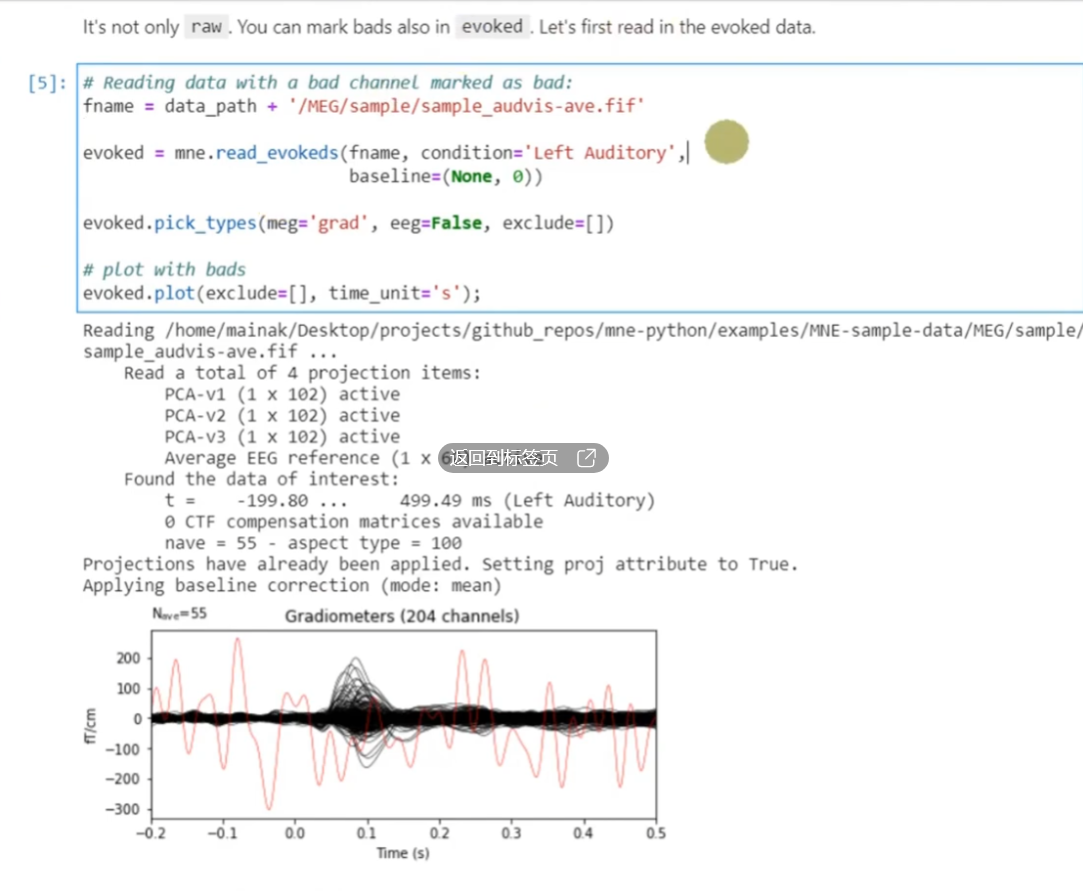 It's not only raw . You can mark bads also in evoked . Let's first read in the evoked data.
[5]: # Reading data with a bad channel marked as bad:
fname = data_path + '/MEG/sample/sample_audvis-ave.fif'
evoked = mne.read_evokeds(fname, condition='Left Auditory',
baseline=(None, 0))
evoked.pick_types(meg='grad', eeg=False, exclude=[])
# plot with bads
evoked.plot(exclude=[], time_unit='s');
Reading /home/mainak/Desktop/projects/github_repos/mne-python/examples/MNE-sample-data/MEG/sample/
sample_audvis-ave.fif ...
Read a total of 4 projection items:
PCA-v1 (1 x 102) active
PCA-v2 (1 x 102) active
PCA-v3 (1 x 102) active
Average EEG reference (1 x
返回到标签页
Found the data of interest:
t = -199.80 ... 499.49 ms (Left Auditory)
0 CTF compensation matrices available
nave = 55 - aspect type = 100
Projections have already been applied. Setting proj attribute to True.
Applying baseline correction (mode: mean)
Nave=55 Gradiometers (204 channels)
200
100
0
−100
−200
−300
fT/cm
−0.2 −0.1 0.0 0.1 0.2 0.3 0.4 0.5
Time (s)